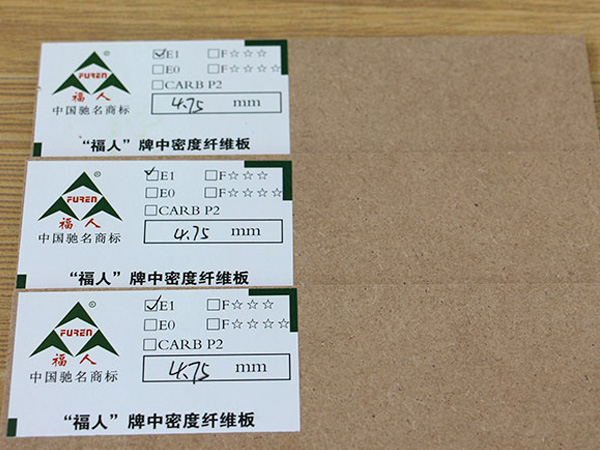 FUREN
®
福人
中国驰名商标
☑E1 ☐F☆☆☆
☐E0 ☐F☆☆☆☆
☐CARB P2
4.75 mm
“福人”牌中密度纤维板
FUREN
®
福人
中国驰名商标
☑E1 ☐F☆☆☆
☐E0 ☐F☆☆☆☆
☐CARB P2
4.75 mm
“福人”牌中密度纤维板
FUREN
®
福人
中国驰名商标
☑E1 ☐F☆☆☆
☐E0 ☐F☆☆☆☆
☐CARB P2
4.75 mm
“福人”牌中密度纤维板